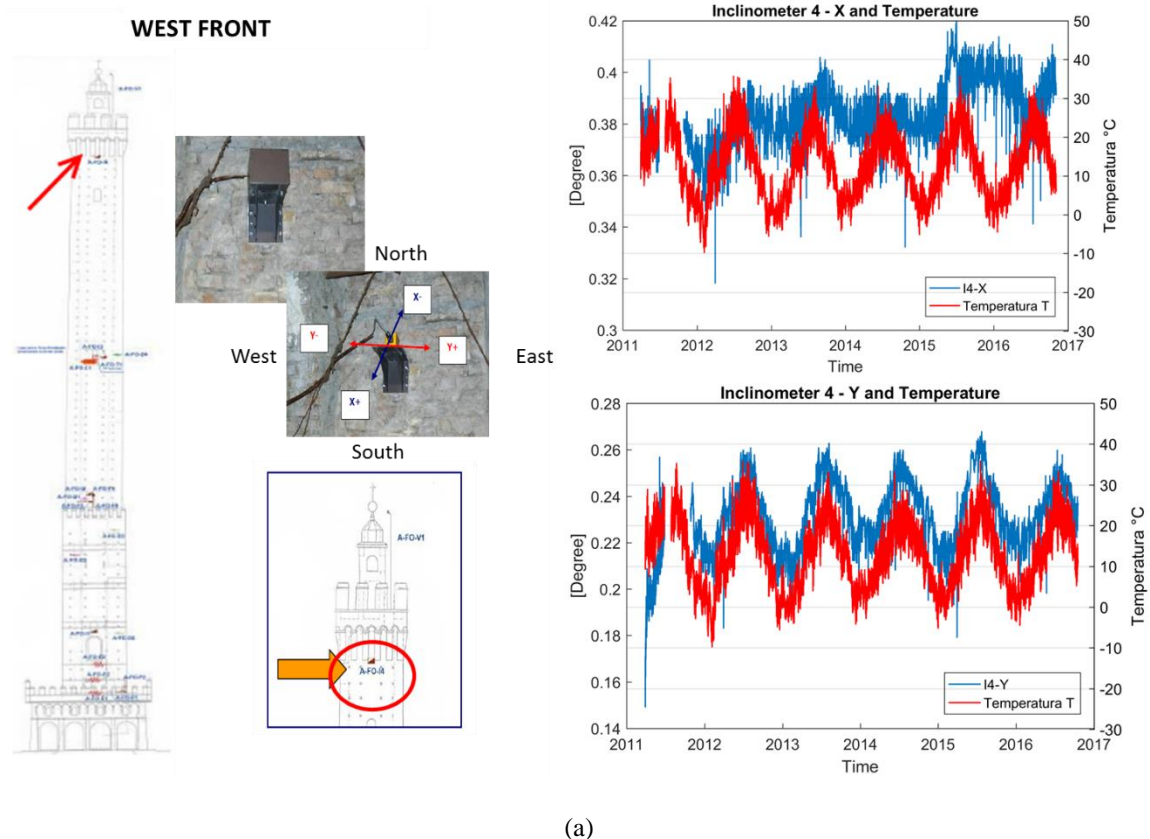 WEST FRONT
A-FO-V1
North
X-
Y-
Y+
X+
West
East
South
A-FO-V1
A-FO-I4
Inclinometer 4 - X and Temperature
0.42
0.4
0.38
0.36
0.34
0.32
0.3
[Degree]
50
40
30
20
10
0
-10
-20
-30
Temperatura °C
I4-X
Temperatura T
2011 2012 2013 2014 2015 2016 2017
Time
Inclinometer 4 - Y and Temperature
0.28
0.26
0.24
0.22
0.2
0.18
0.16
0.14
[Degree]
50
40
30
20
10
0
-10
-20
-30
Temperatura °C
I4-Y
Temperatura T
2011 2012 2013 2014 2015 2016 2017
Time
(a)